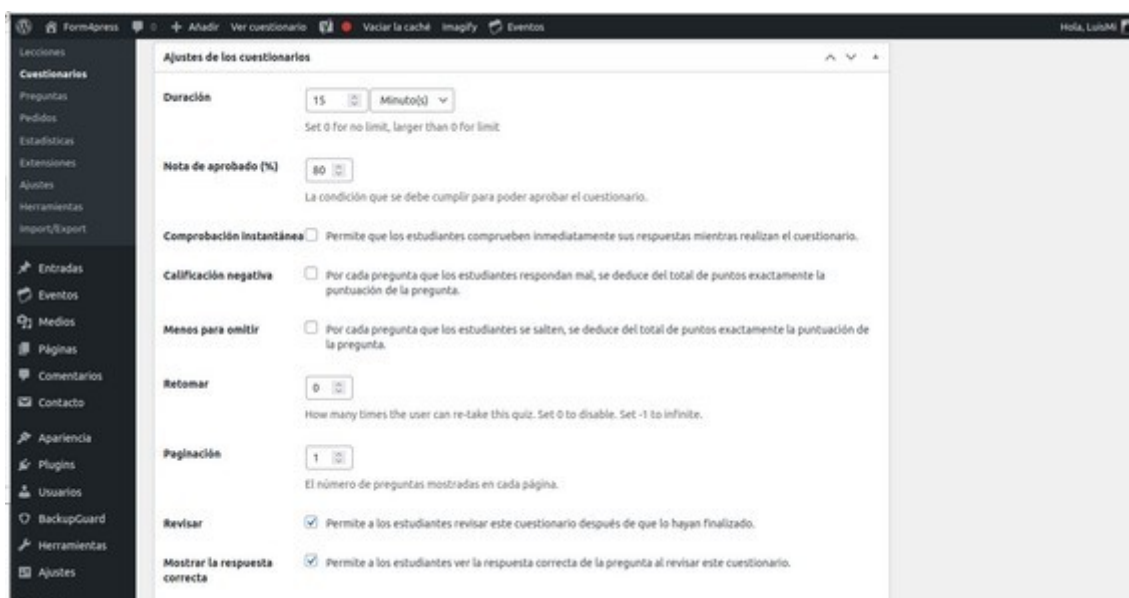 Form4press 0 + Añadir Ver cuestionario Vaciar la caché Imagify Eventos Hola, LuisMi
Lecciones
Cuestionarios
Preguntas
Pedidos
Estadísticas
Extensiones
Ajustes
Herramientas
Import/Export
Entradas
Eventos
Medios
Páginas
Comentarios
Contacto
Apariencia
Plugins
Usuarios
BackupGuard
Herramientas
Ajustes
Ajustes de los cuestionarios
Duración
15 Minuto(s)
Set 0 for no limit, larger than 0 for limit
Nota de aprobado (%)
80
La condición que se debe cumplir para poder aprobar el cuestionario.
Comprobación instantánea Permite que los estudiantes comprueben inmediatamente sus respuestas mientras realizan el cuestionario.
Calificación negativa Por cada pregunta que los estudiantes respondan mal, se deduce del total de puntos exactamente la
puntuación de la pregunta.
Menos para omitir Por cada pregunta que los estudiantes se salten, se deduce del total de puntos exactamente la puntuación de
la pregunta.
Retomar
0
How many times the user can re-take this quiz. Set 0 to disable. Set -1 to infinite.
Paginación
1
El número de preguntas mostradas en cada página.
Revisar Permite a los estudiantes revisar este cuestionario después de que lo hayan finalizado.
Mostrar la respuesta
correcta
Permite a los estudiantes ver la respuesta correcta de la pregunta al revisar este cuestionario.